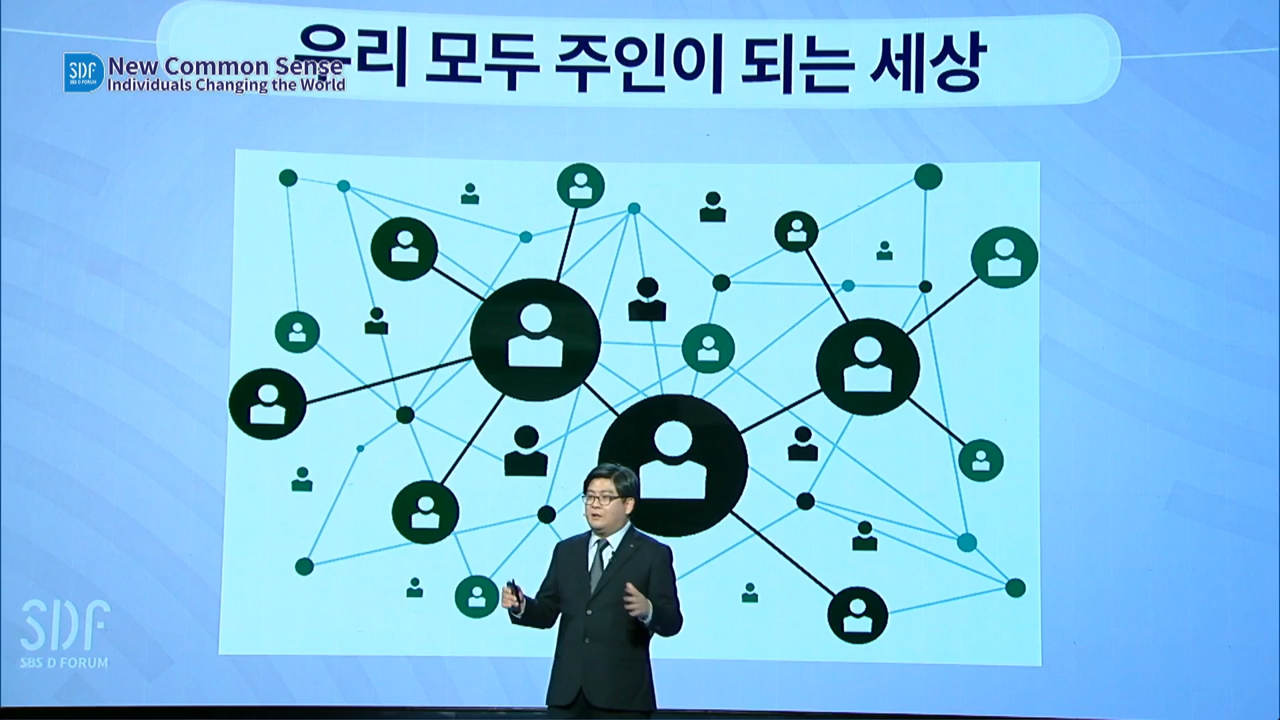 우리 모두 주인이 되는 세상
SDF
SBS D FORUM
New Common Sense
Individuals Changing the World
SDF
SBS D FORUM